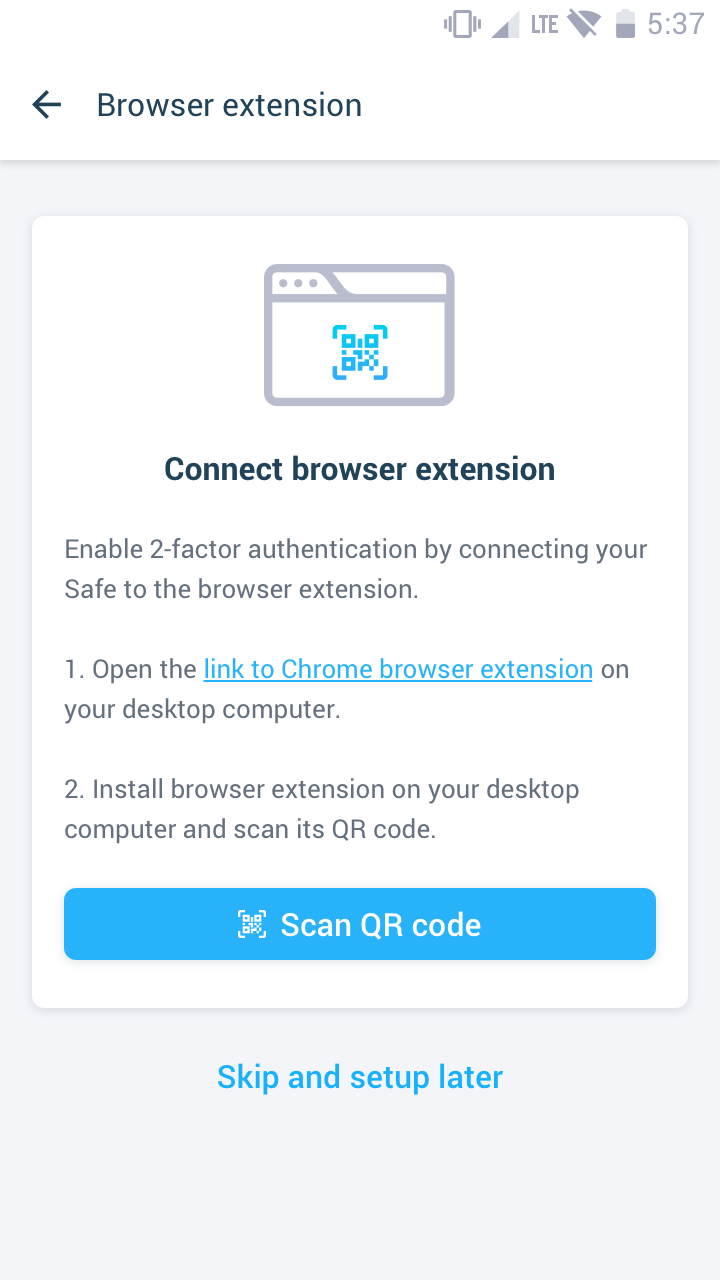 LTE 5:37
Browser extension
Connect browser extension
Enable 2-factor authentication by connecting your
Safe to the browser extension.
1. Open the link to Chrome browser extension on
your desktop computer.
2. Install browser extension on your desktop
computer and scan its QR code.
Scan QR code
Skip and setup later